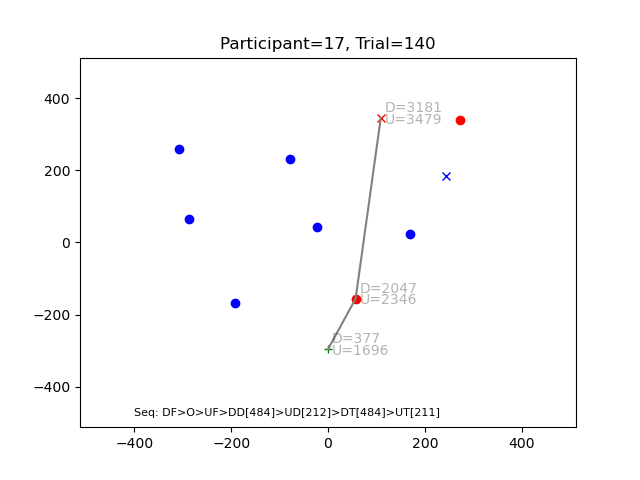 Participant=17, Trial=140
400
200
0
−200
−400
D=3181
U=3479
D=2047
U=2346
D=377
U=1696
Seq: DF>O>UF>DD[484]>UD[212]>DT[484]>UT[211]
−400
−200
0
200
400